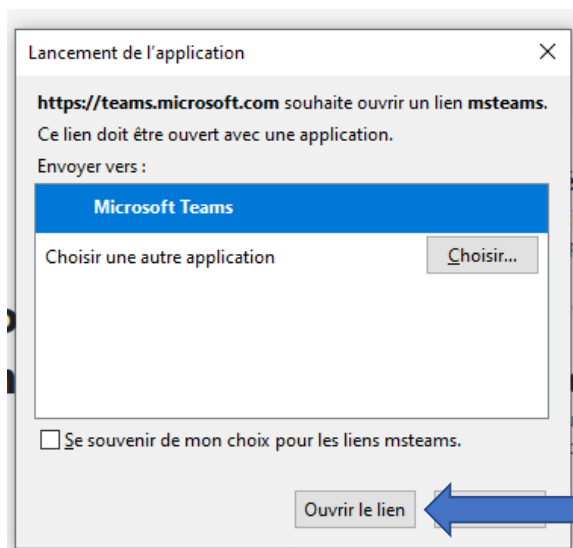 Lancement de l'application
https://teams.microsoft.com souhaite ouvrir un lien msteams.
Ce lien doit être ouvert avec une application.
Envoyer vers :
Microsoft Teams
Choisir une autre application
Choisir...
Se souvenir de mon choix pour les liens msteams.
Ouvrir le lien